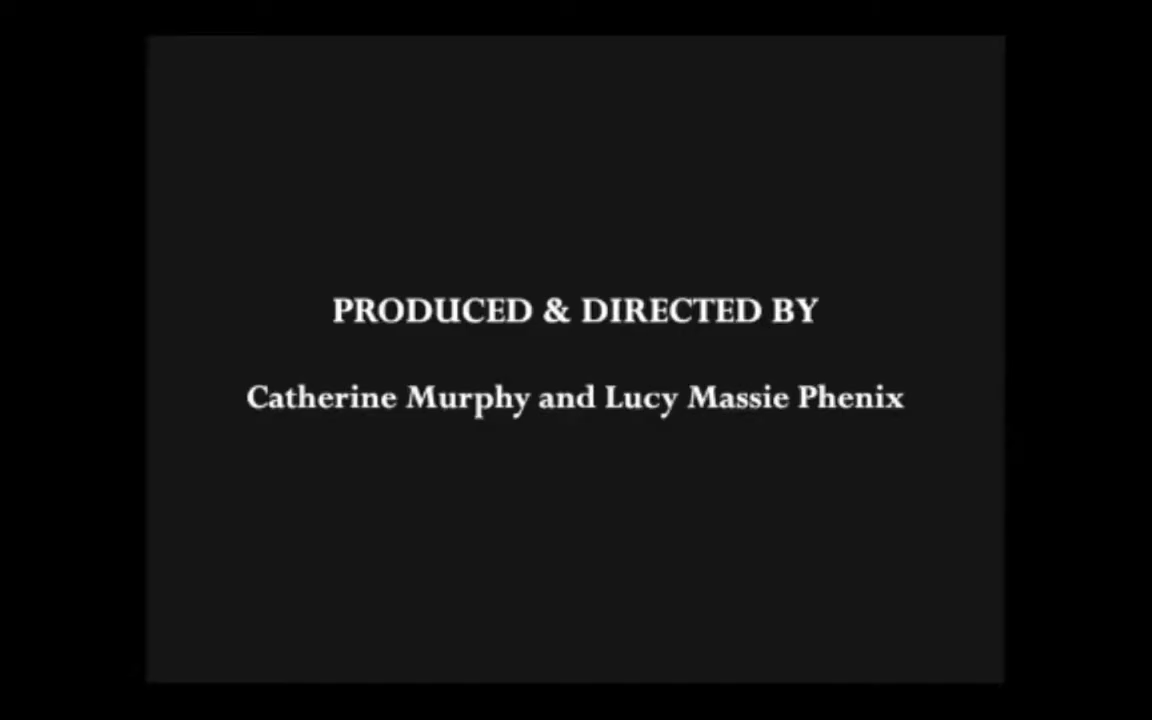 PRODUCED & DIRECTED BY
Catherine Murphy and Lucy Massie Phenix